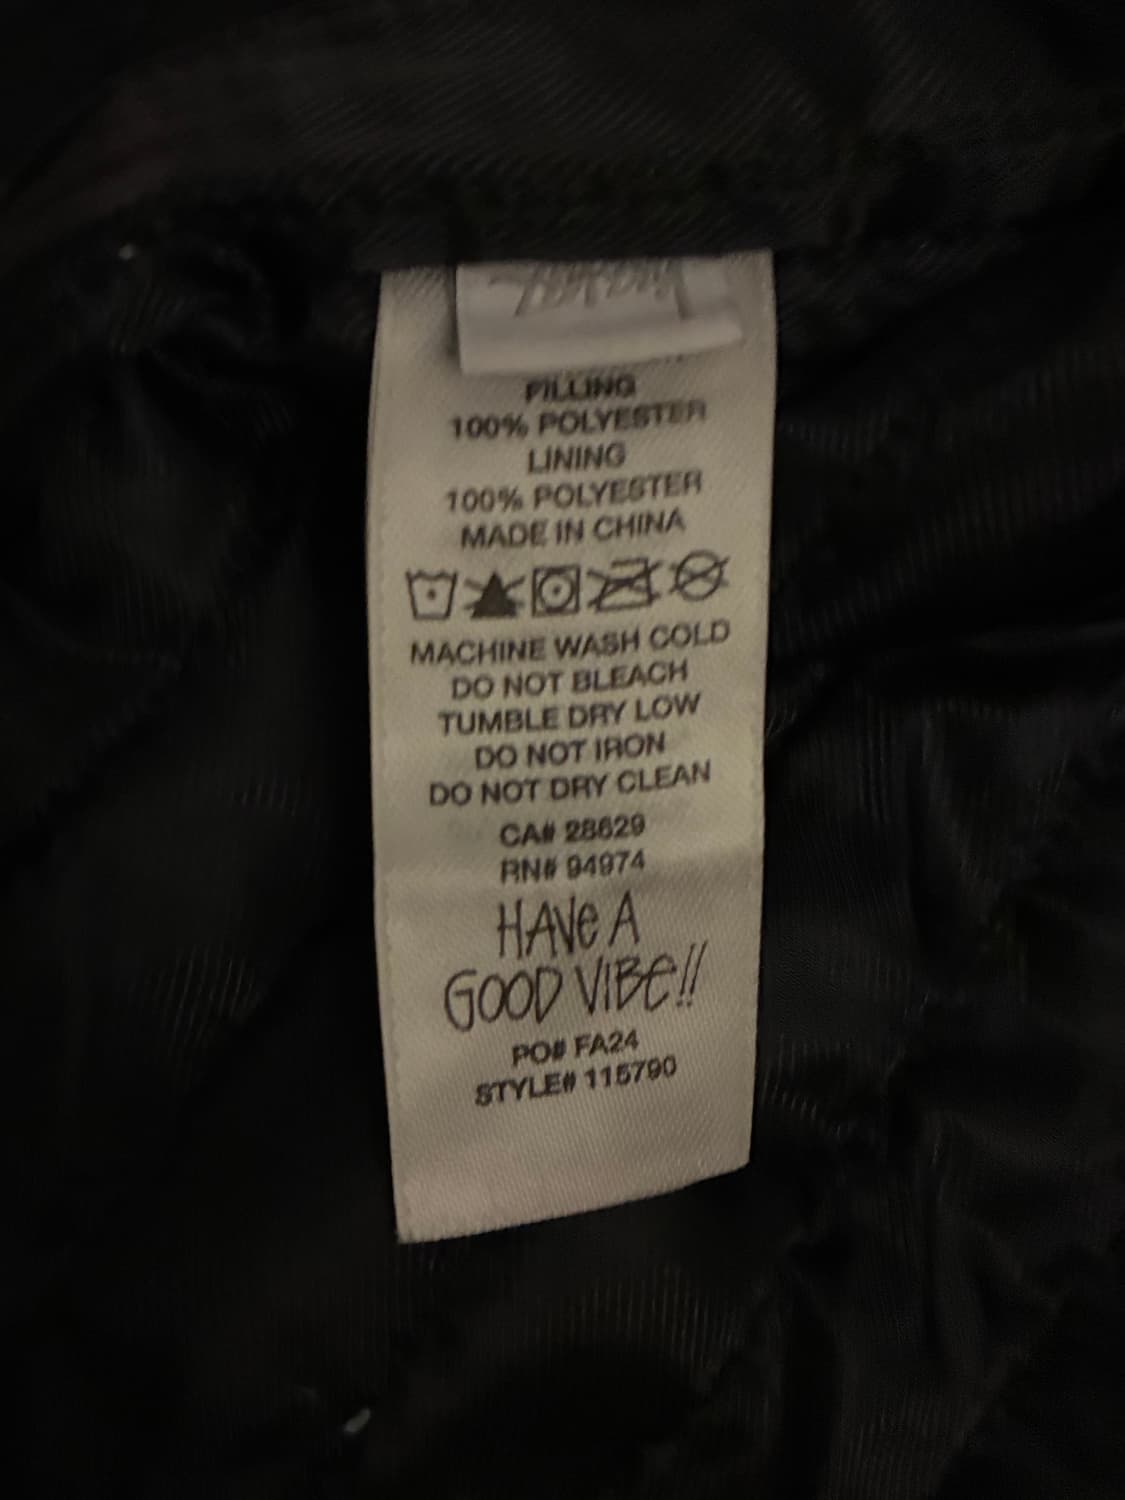 Stüssy
FILLING
100% POLYESTER
LINING
100% POLYESTER
MADE IN CHINA
MACHINE WASH COLD
DO NOT BLEACH
TUMBLE DRY LOW
DO NOT IRON
DO NOT DRY CLEAN
CA# 28629
RN# 94974
HAVE A
GOOD VIBE!!
PO# FA24
STYLE# 115790